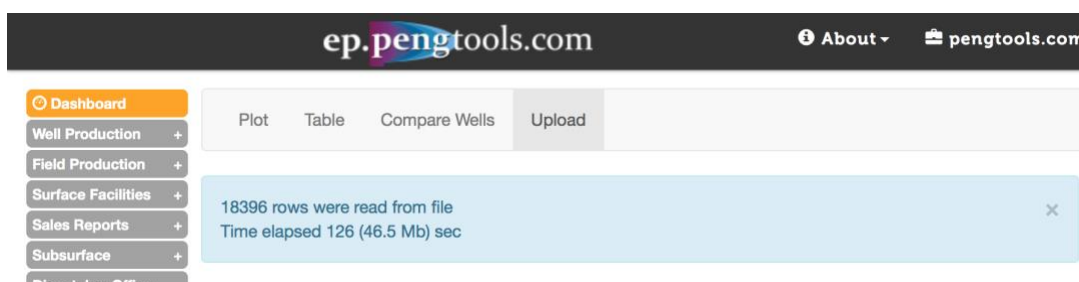 ep.pengtools.com
About
pengtools.com
Dashboard
Well Production +
Field Production +
Surface Facilities +
Sales Reports +
Subsurface +
Plot Table Compare Wells Upload
18396 rows were read from file ×
Time elapsed 126 (46.5 Mb) sec